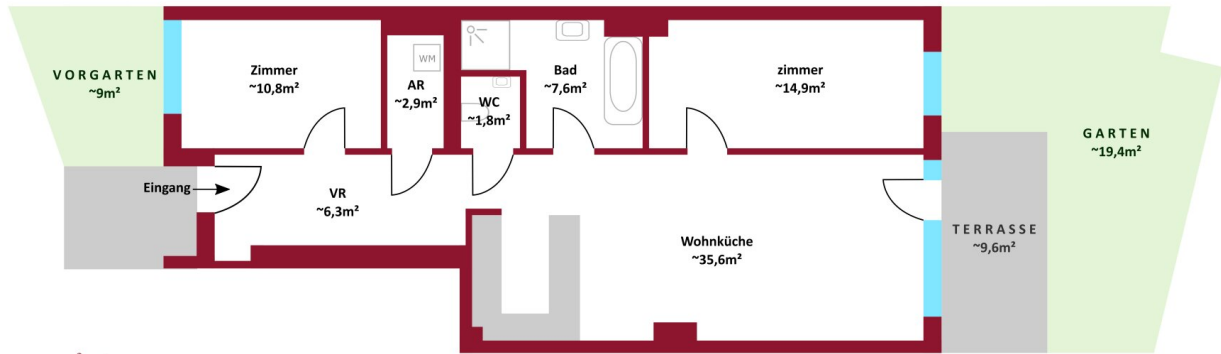 VORGARTEN
~9m²
Zimmer
~10,8m²
WM
AR
~2,9m²
WC
~1,8m²
Bad
~7,6m²
zimmer
~14,9m²
GARTEN
~19,4m²
Eingang
VR
~6,3m²
Wohnküche
~35,6m²
TERRASSE
~9,6m²